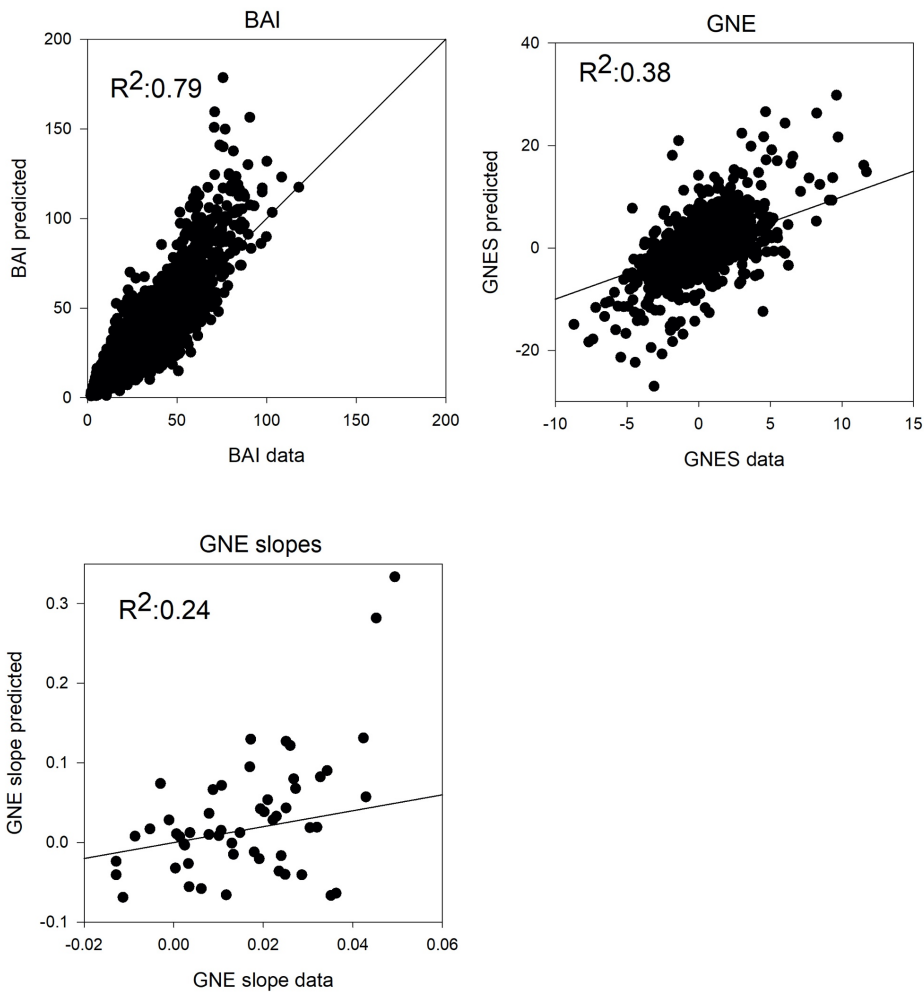 BAI
R2:0.79
200
150
100
50
0
BAI predicted
0 50 100 150 200
BAI data
GNE
R2:0.38
40
20
0
-20
GNES predicted
-10 -5 0 5 10 15
GNES data
GNE slopes
R2:0.24
0.3
0.2
0.1
0.0
-0.1
GNE slope predicted
-0.02 0.00 0.02 0.04 0.06
GNE slope data